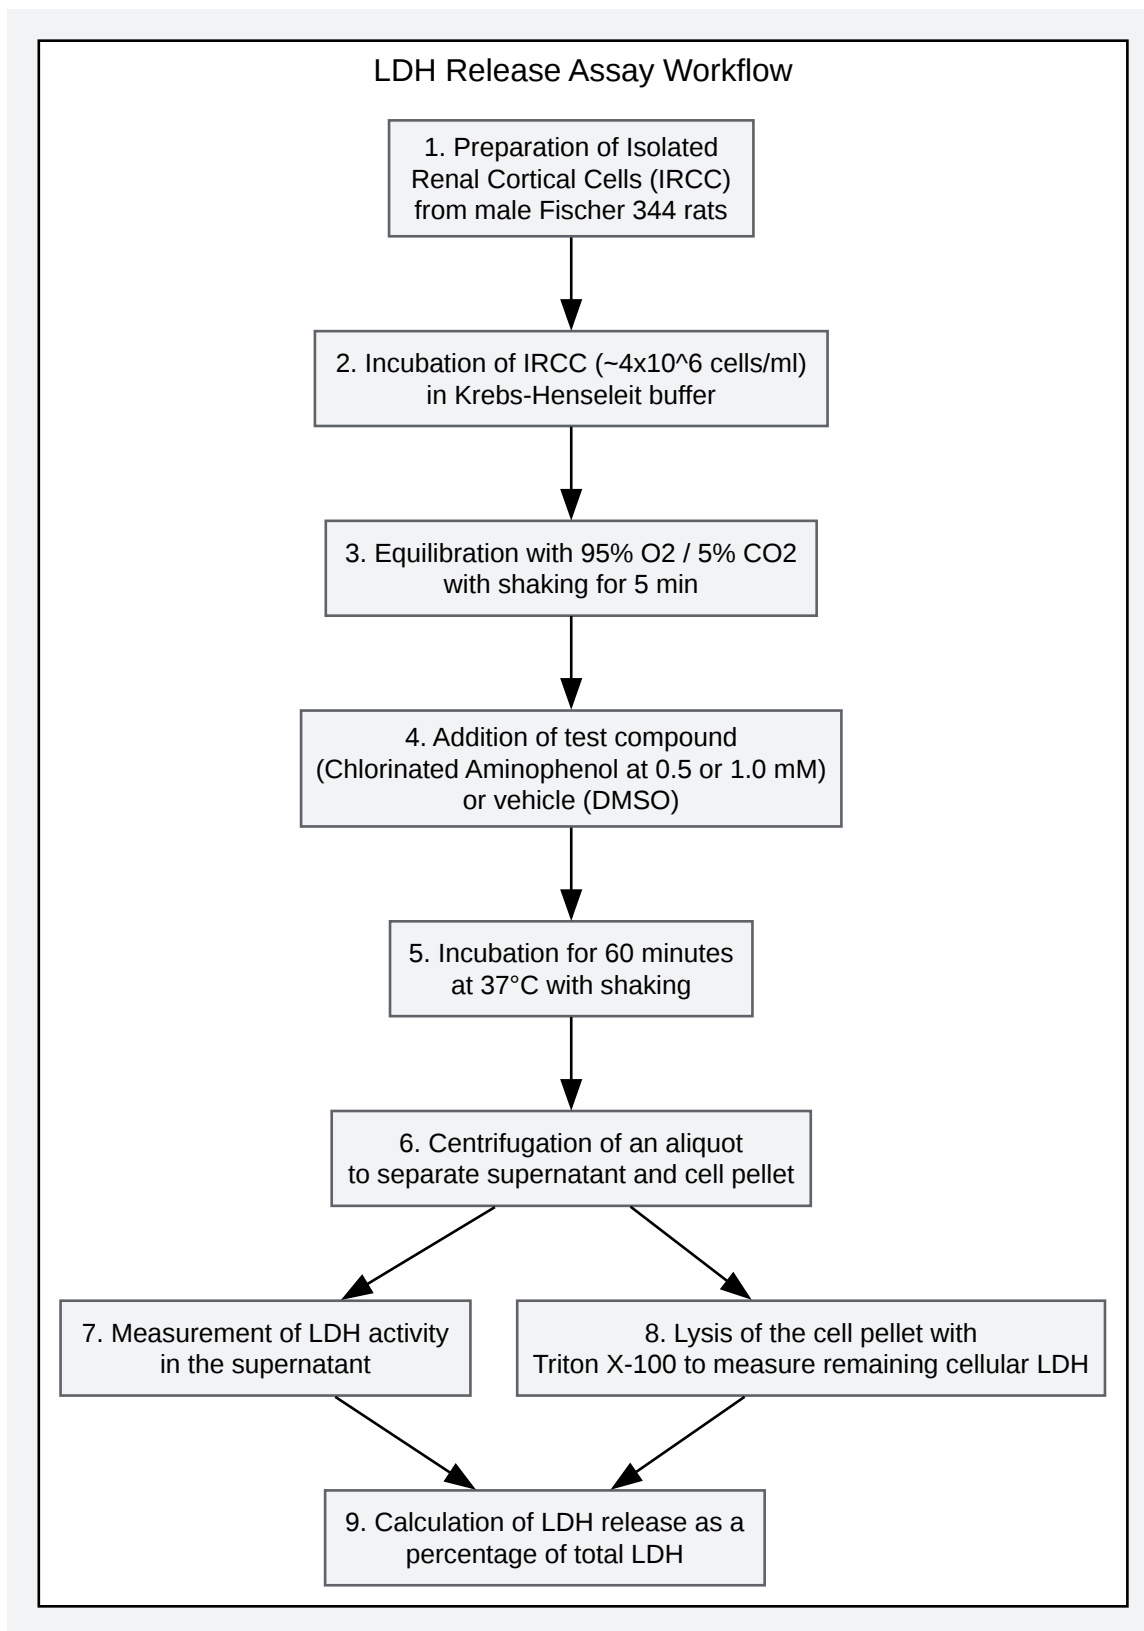 LDH Release Assay Workflow
1. Preparation of Isolated
Renal Cortical Cells (IRCC)
from male Fischer 344 rats
2. Incubation of IRCC (~4x10^6 cells/ml)
in Krebs-Henseleit buffer
3. Equilibration with 95% O2 / 5% CO2
with shaking for 5 min
4. Addition of test compound
(Chlorinated Aminophenol at 0.5 or 1.0 mM)
or vehicle (DMSO)
5. Incubation for 60 minutes
at 37°C with shaking
6. Centrifugation of an aliquot
to separate supernatant and cell pellet
7. Measurement of LDH activity
in the supernatant
8. Lysis of the cell pellet with
Triton X-100 to measure remaining cellular LDH
9. Calculation of LDH release as a
percentage of total LDH